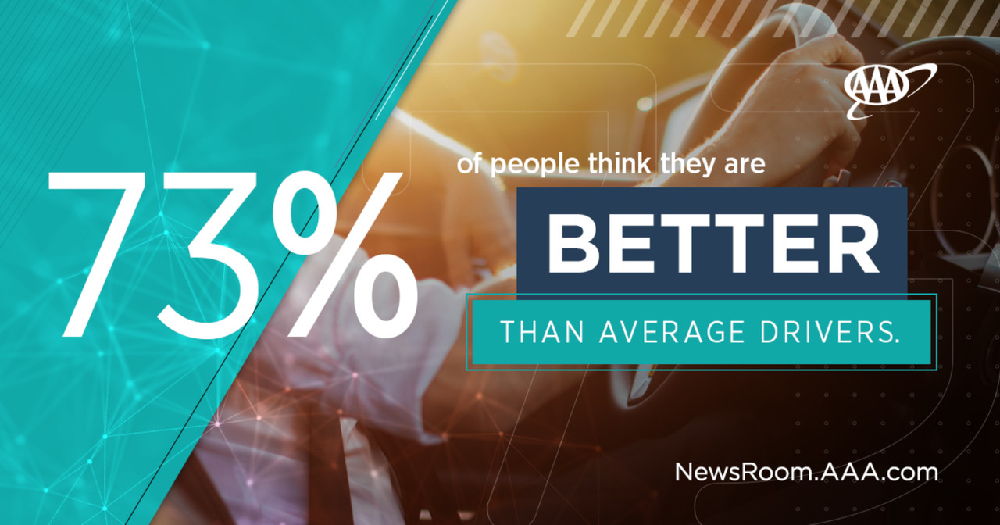 AAA
73%
of people think they are
BETTER
THAN AVERAGE DRIVERS.
NewsRoom.AAA.com